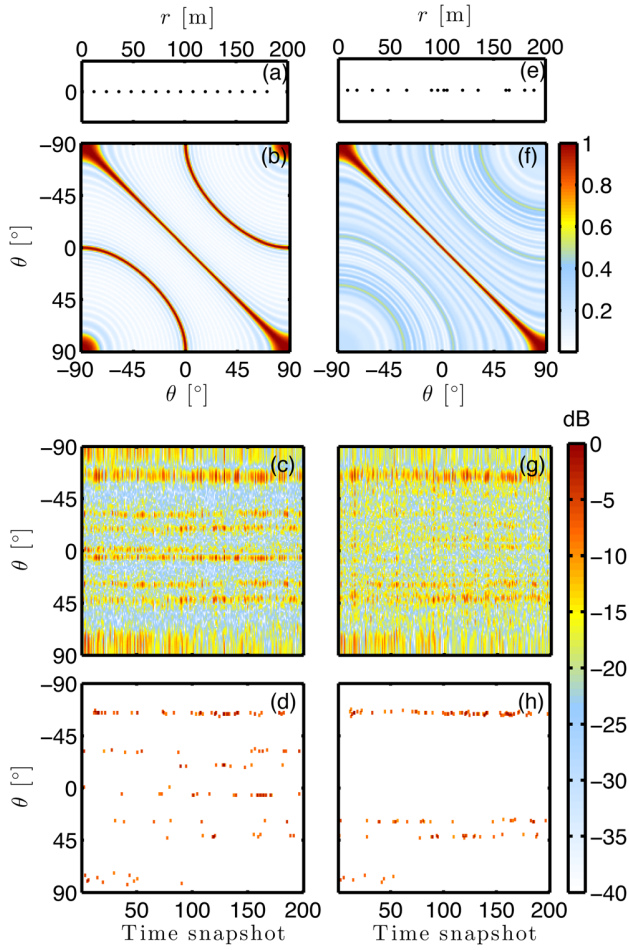 r [m] r [m]
0 50 100 150 200 0 50 100 150 200
0 (a) (e)
−90 (b) (f) 1
−45 0.8
θ [°] 0 0.6
45 0.4
90 0.2
−90 −45 0 45 90 −90 −45 0 45 90
θ [°] θ [°]
dB
−90 (c) (g) 0
−45 −5
θ [°] 0 −10
45 −15
90 −20
−90 (d) (h) −25
−45 −30
θ [°] 0 −35
45 −40
90
50 100 150 200 50 100 150 200
Time snapshot Time snapshot